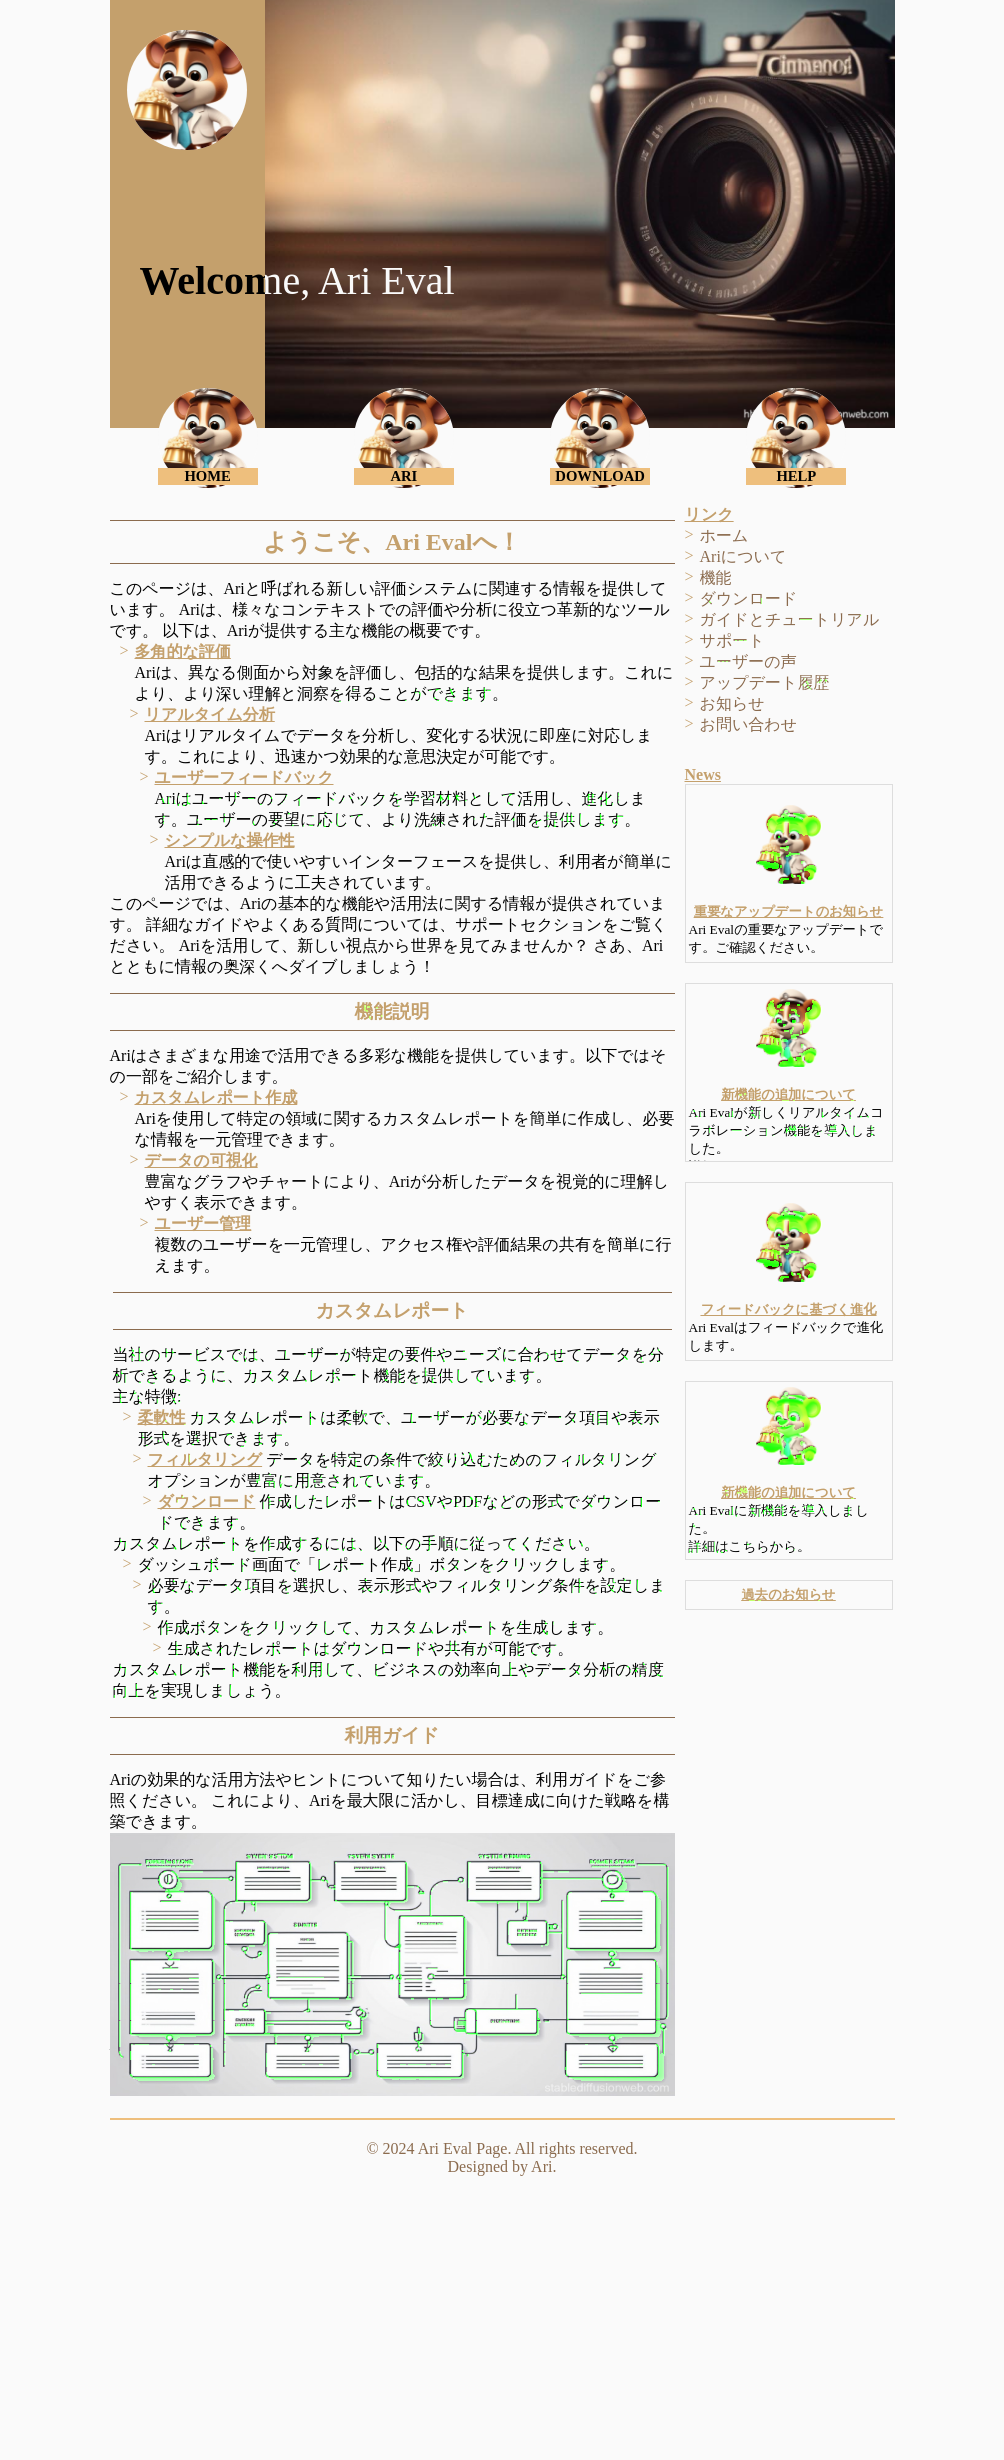 Cinnamon
Welcome, Ari Eval
HOME
ARI
DOWNLOAD
HELP
ようこそ、Ari Evalへ！
このページは、Ariと呼ばれる新しい評価システムに関連する情報を提供して
います。 Ariは、様々なコンテキストでの評価や分析に役立つ革新的なツール
です。 以下は、Ariが提供する主な機能の概要です。
> 多角的な評価
Ariは、異なる側面から対象を評価し、包括的な結果を提供します。これに
より、より深い理解と洞察を得ることができます。
> リアルタイム分析
Ariはリアルタイムでデータを分析し、変化する状況に即座に対応しま
す。これにより、迅速かつ効果的な意思決定が可能です。
> ユーザーフィードバック
Ariはユーザーのフィードバックを学習材料として活用し、進化しま
す。ユーザーの要望に応じて、より洗練された評価を提供します。
> シンプルな操作性
Ariは直感的で使いやすいインターフェースを提供し、利用者が簡単に
活用できるように工夫されています。
このページでは、Ariの基本的な機能や活用法に関する情報が提供されていま
す。 詳細なガイドやよくある質問については、サポートセクションをご覧く
ださい。 Ariを活用して、新しい視点から世界を見てみませんか？ さあ、Ari
とともに情報の奥深くへダイブしましょう！
機能説明
Ariはさまざまな用途で活用できる多彩な機能を提供しています。以下ではそ
の一部をご紹介します。
> カスタムレポート作成
Ariを使用して特定の領域に関するカスタムレポートを簡単に作成し、必要
な情報を一元管理できます。
> データの可視化
豊富なグラフやチャートにより、Ariが分析したデータを視覚的に理解し
やすく表示できます。
> ユーザー管理
複数のユーザーを一元管理し、アクセス権や評価結果の共有を簡単に行
えます。
カスタムレポート
当社のサービスでは、ユーザーが特定の要件やニーズに合わせてデータを分
析できるように、カスタムレポート機能を提供しています。
主な特徴:
> 柔軟性 カスタムレポートは柔軟で、ユーザーが必要なデータ項目や表示
形式を選択できます。
> フィルタリング データを特定の条件で絞り込むためのフィルタリング
オプションが豊富に用意されています。
> ダウンロード 作成したレポートはCSVやPDFなどの形式でダウンロー
ドできます。
カスタムレポートを作成するには、以下の手順に従ってください。
> ダッシュボード画面で「レポート作成」ボタンをクリックします。
> 必要なデータ項目を選択し、表示形式やフィルタリング条件を設定しま
す。
> 作成ボタンをクリックして、カスタムレポートを生成します。
> 生成されたレポートはダウンロードや共有が可能です。
カスタムレポート機能を利用して、ビジネスの効率向上やデータ分析の精度
向上を実現しましょう。
利用ガイド
Ariの効果的な活用方法やヒントについて知りたい場合は、利用ガイドをご参
照ください。 これにより、Ariを最大限に活かし、目標達成に向けた戦略を構
築できます。
stablediffusionweb.com
リンク
> ホーム
> Ariについて
> 機能
> ダウンロード
> ガイドとチュートリアル
> サポート
> ユーザーの声
> アップデート履歴
> お知らせ
> お問い合わせ
News
重要なアップデートのお知らせ
Ari Evalの重要なアップデートで
す。ご確認ください。
新機能の追加について
Ari Evalが新しくリアルタイムコ
ラボレーション機能を導入しま
した。
フィードバックに基づく進化
Ari Evalはフィードバックで進化
します。
新機能の追加について
Ari Evalに新機能を導入しまし
た。
詳細はこちらから。
過去のお知らせ
© 2024 Ari Eval Page. All rights reserved.
Designed by Ari.